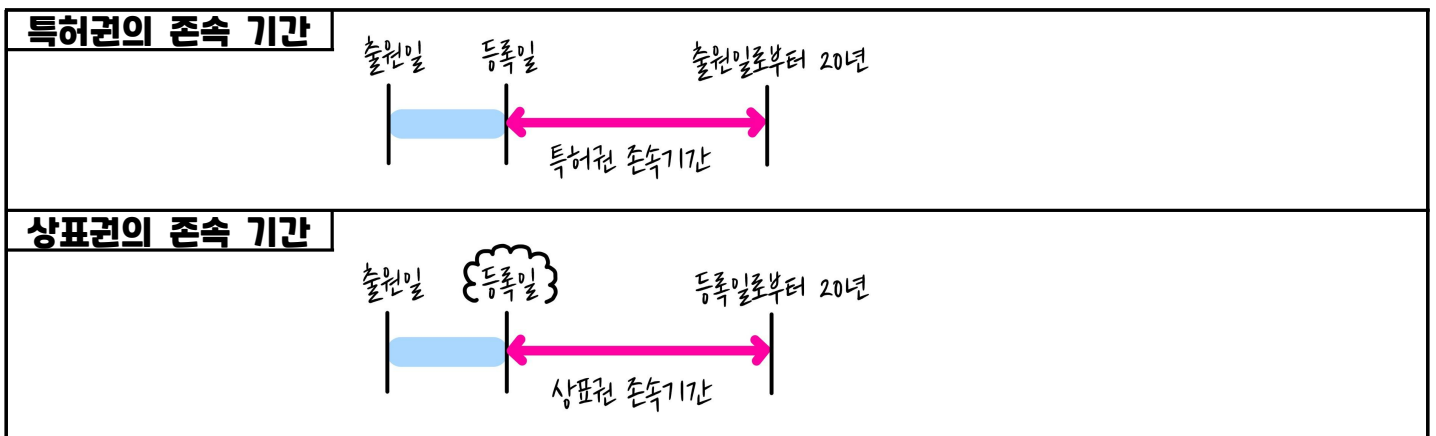 특허권의 존속 기간
출원일 등록일 출원일로부터 20년
특허권 존속기간
상표권의 존속 기간
출원일 등록일 등록일로부터 20년
상표권 존속기간